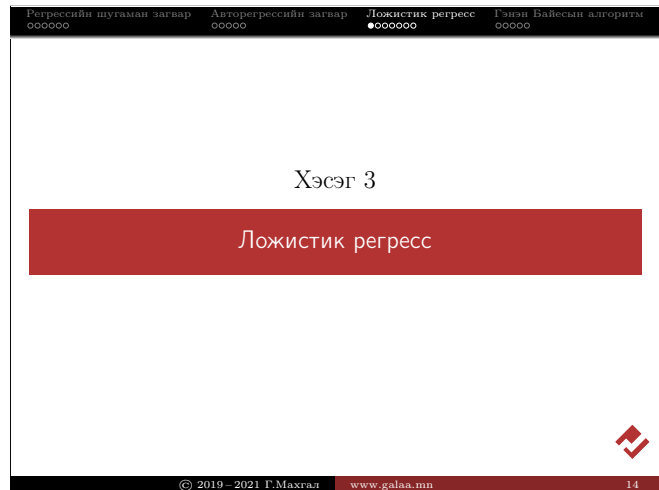 Регрессийн шугаман загвар Авторегрессийн загвар Ложистик регресс Гэнэн Байесын алгоритм
Хэсэг 3
Ложистик регресс
© 2019–2021 Г.Махгал www.galaa.mn 14